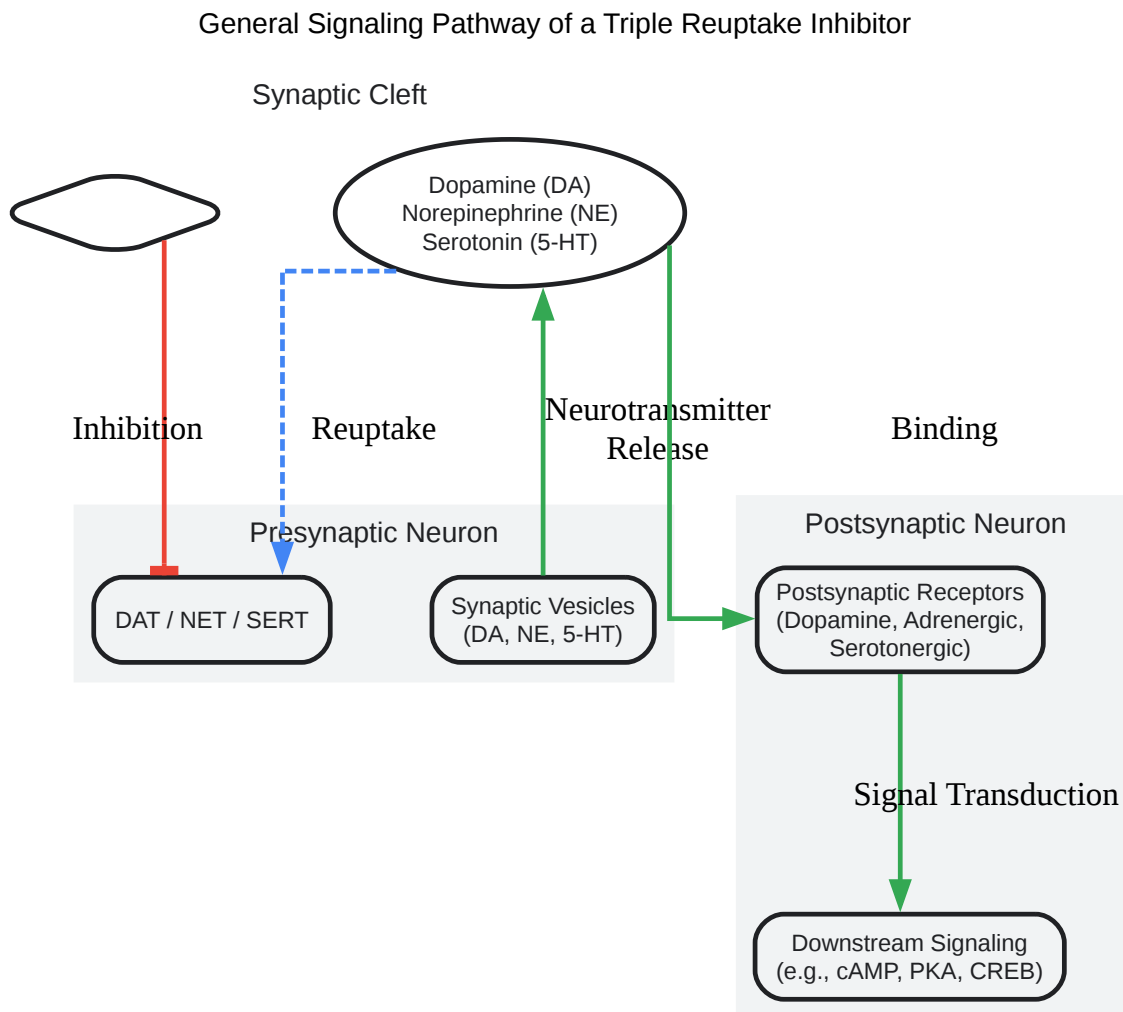 General Signaling Pathway of a Triple Reuptake Inhibitor
Synaptic Cleft
Dopamine (DA)
Norepinephrine (NE)
Serotonin (5-HT)
Inhibition
Reuptake
Neurotransmitter
Release
Binding
Presynaptic Neuron
Postsynaptic Neuron
DAT / NET / SERT
Synaptic Vesicles
(DA, NE, 5-HT)
Postsynaptic Receptors
(Dopamine, Adrenergic,
Serotonergic)
Signal Transduction
Downstream Signaling
(e.g., cAMP, PKA, CREB)